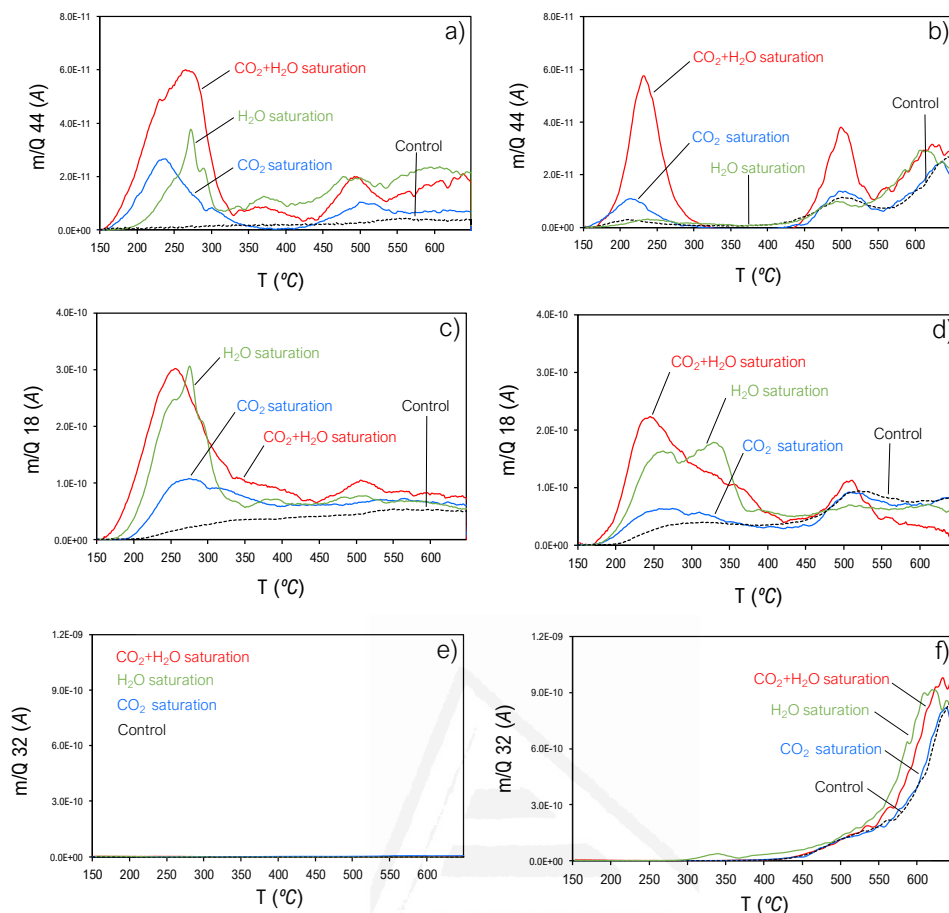 a)
m/Q 44 (A)
8.0E-11
6.0E-11
4.0E-11
2.0E-11
0.0E+00
CO₂+H₂O saturation
H₂O saturation
CO₂ saturation
Control
150 200 250 300 350 400 450 500 550 600
T (ºC)
b)
m/Q 44 (A)
8.0E-11
6.0E-11
4.0E-11
2.0E-11
0.0E+00
CO₂+H₂O saturation
Control
CO₂ saturation
H₂O saturation
150 200 250 300 350 400 450 500 550 600
T (ºC)
c)
m/Q 18 (A)
4.0E-10
3.0E-10
2.0E-10
1.0E-10
0.0E+00
H₂O saturation
CO₂ saturation
Control
CO₂+H₂O saturation
150 200 250 300 350 400 450 500 550 600
T (ºC)
d)
m/Q 18 (A)
4.0E-10
3.0E-10
2.0E-10
1.0E-10
0.0E+00
CO₂+H₂O saturation
H₂O saturation
CO₂ saturation
Control
150 200 250 300 350 400 450 500 550 600
T (ºC)
e)
m/Q 32 (A)
1.2E-09
9.0E-10
6.0E-10
3.0E-10
0.0E+00
CO₂+H₂O saturation
H₂O saturation
CO₂ saturation
Control
150 200 250 300 350 400 450 500 550 600
T (ºC)
f)
m/Q 32 (A)
1.2E-09
9.0E-10
6.0E-10
3.0E-10
0.0E+00
CO₂+H₂O saturation
H₂O saturation
CO₂ saturation
Control
150 200 250 300 350 400 450 500 550 600
T (ºC)